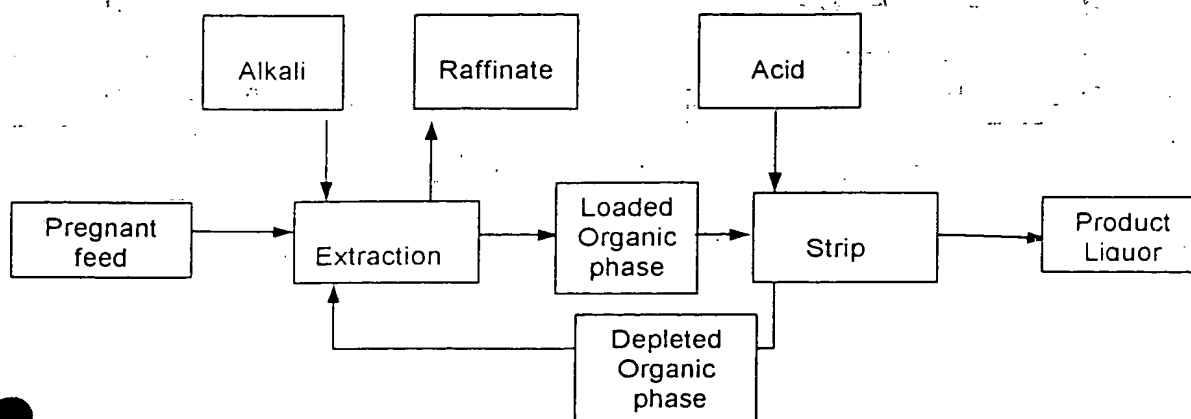 Alkali
Raffinate
Acid
Pregnant
feed
Extraction
Loaded
Organic
phase
Strip
Product
Liquor
Depleted
Organic
phase